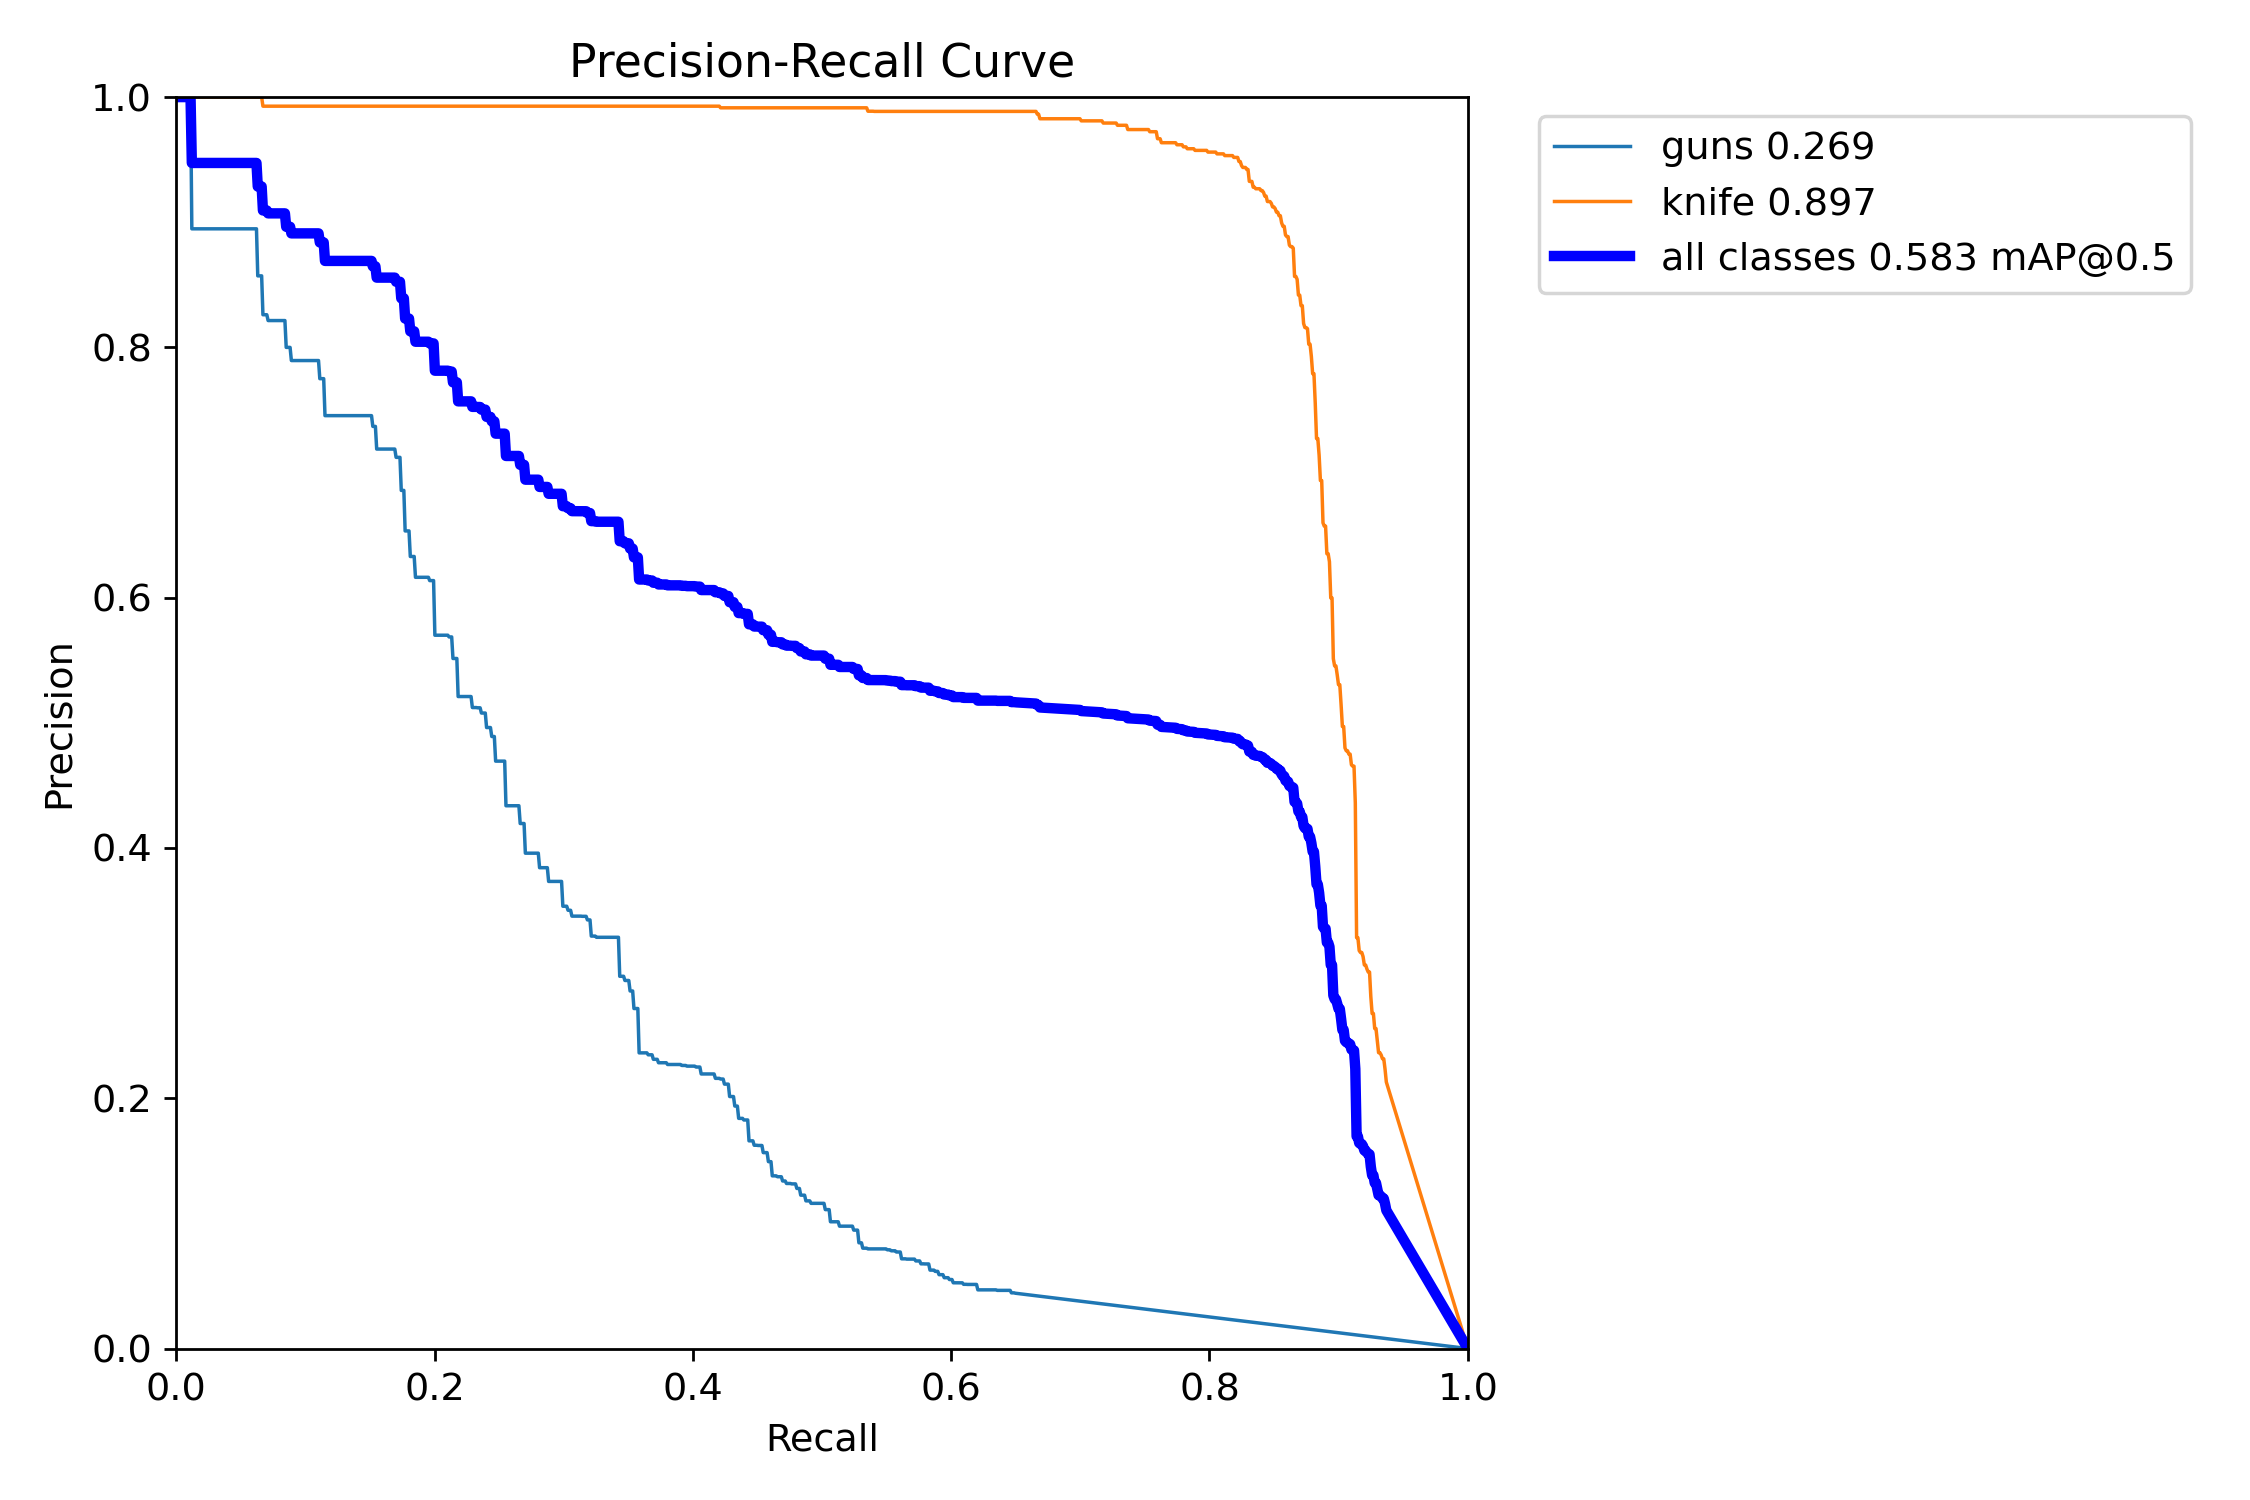 Precision-Recall Curve
1.0
0.8
0.6
0.4
0.2
0.0
Precision
0.0 0.2 0.4 0.6 0.8 1.0
Recall
guns 0.269
knife 0.897
all classes 0.583 mAP@0.5